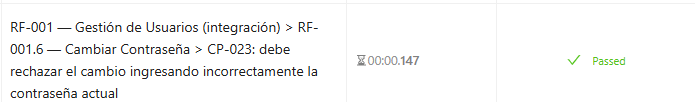 RF-001 — Gestión de Usuarios (integración) > RF-
001.6 — Cambiar Contraseña > CP-023: debe
rechazar el cambio ingresando incorrectamente la
contraseña actual
00:00.147
Passed